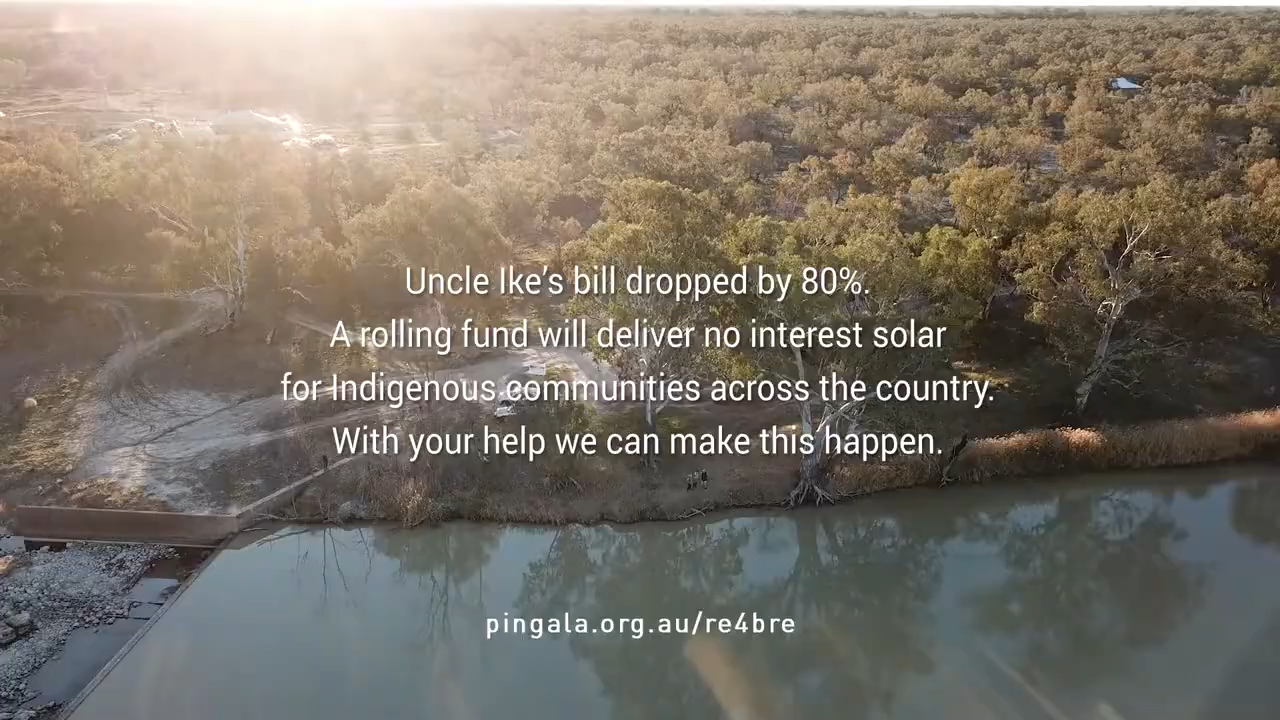 Uncle Ike’s bill dropped by 80%.
A rolling fund will deliver no interest solar
for Indigenous communities across the country.
With your help we can make this happen.
pingala.org.au/re4bre